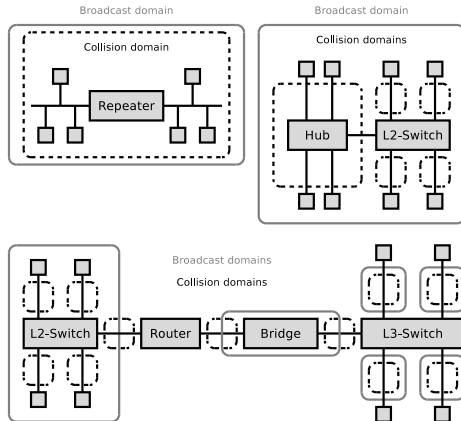 Broadcast domain
Collision domain
Repeater
Broadcast domain
Collision domains
Hub
L2-Switch
Broadcast domains
Collision domains
L2-Switch
Router
Bridge
L3-Switch